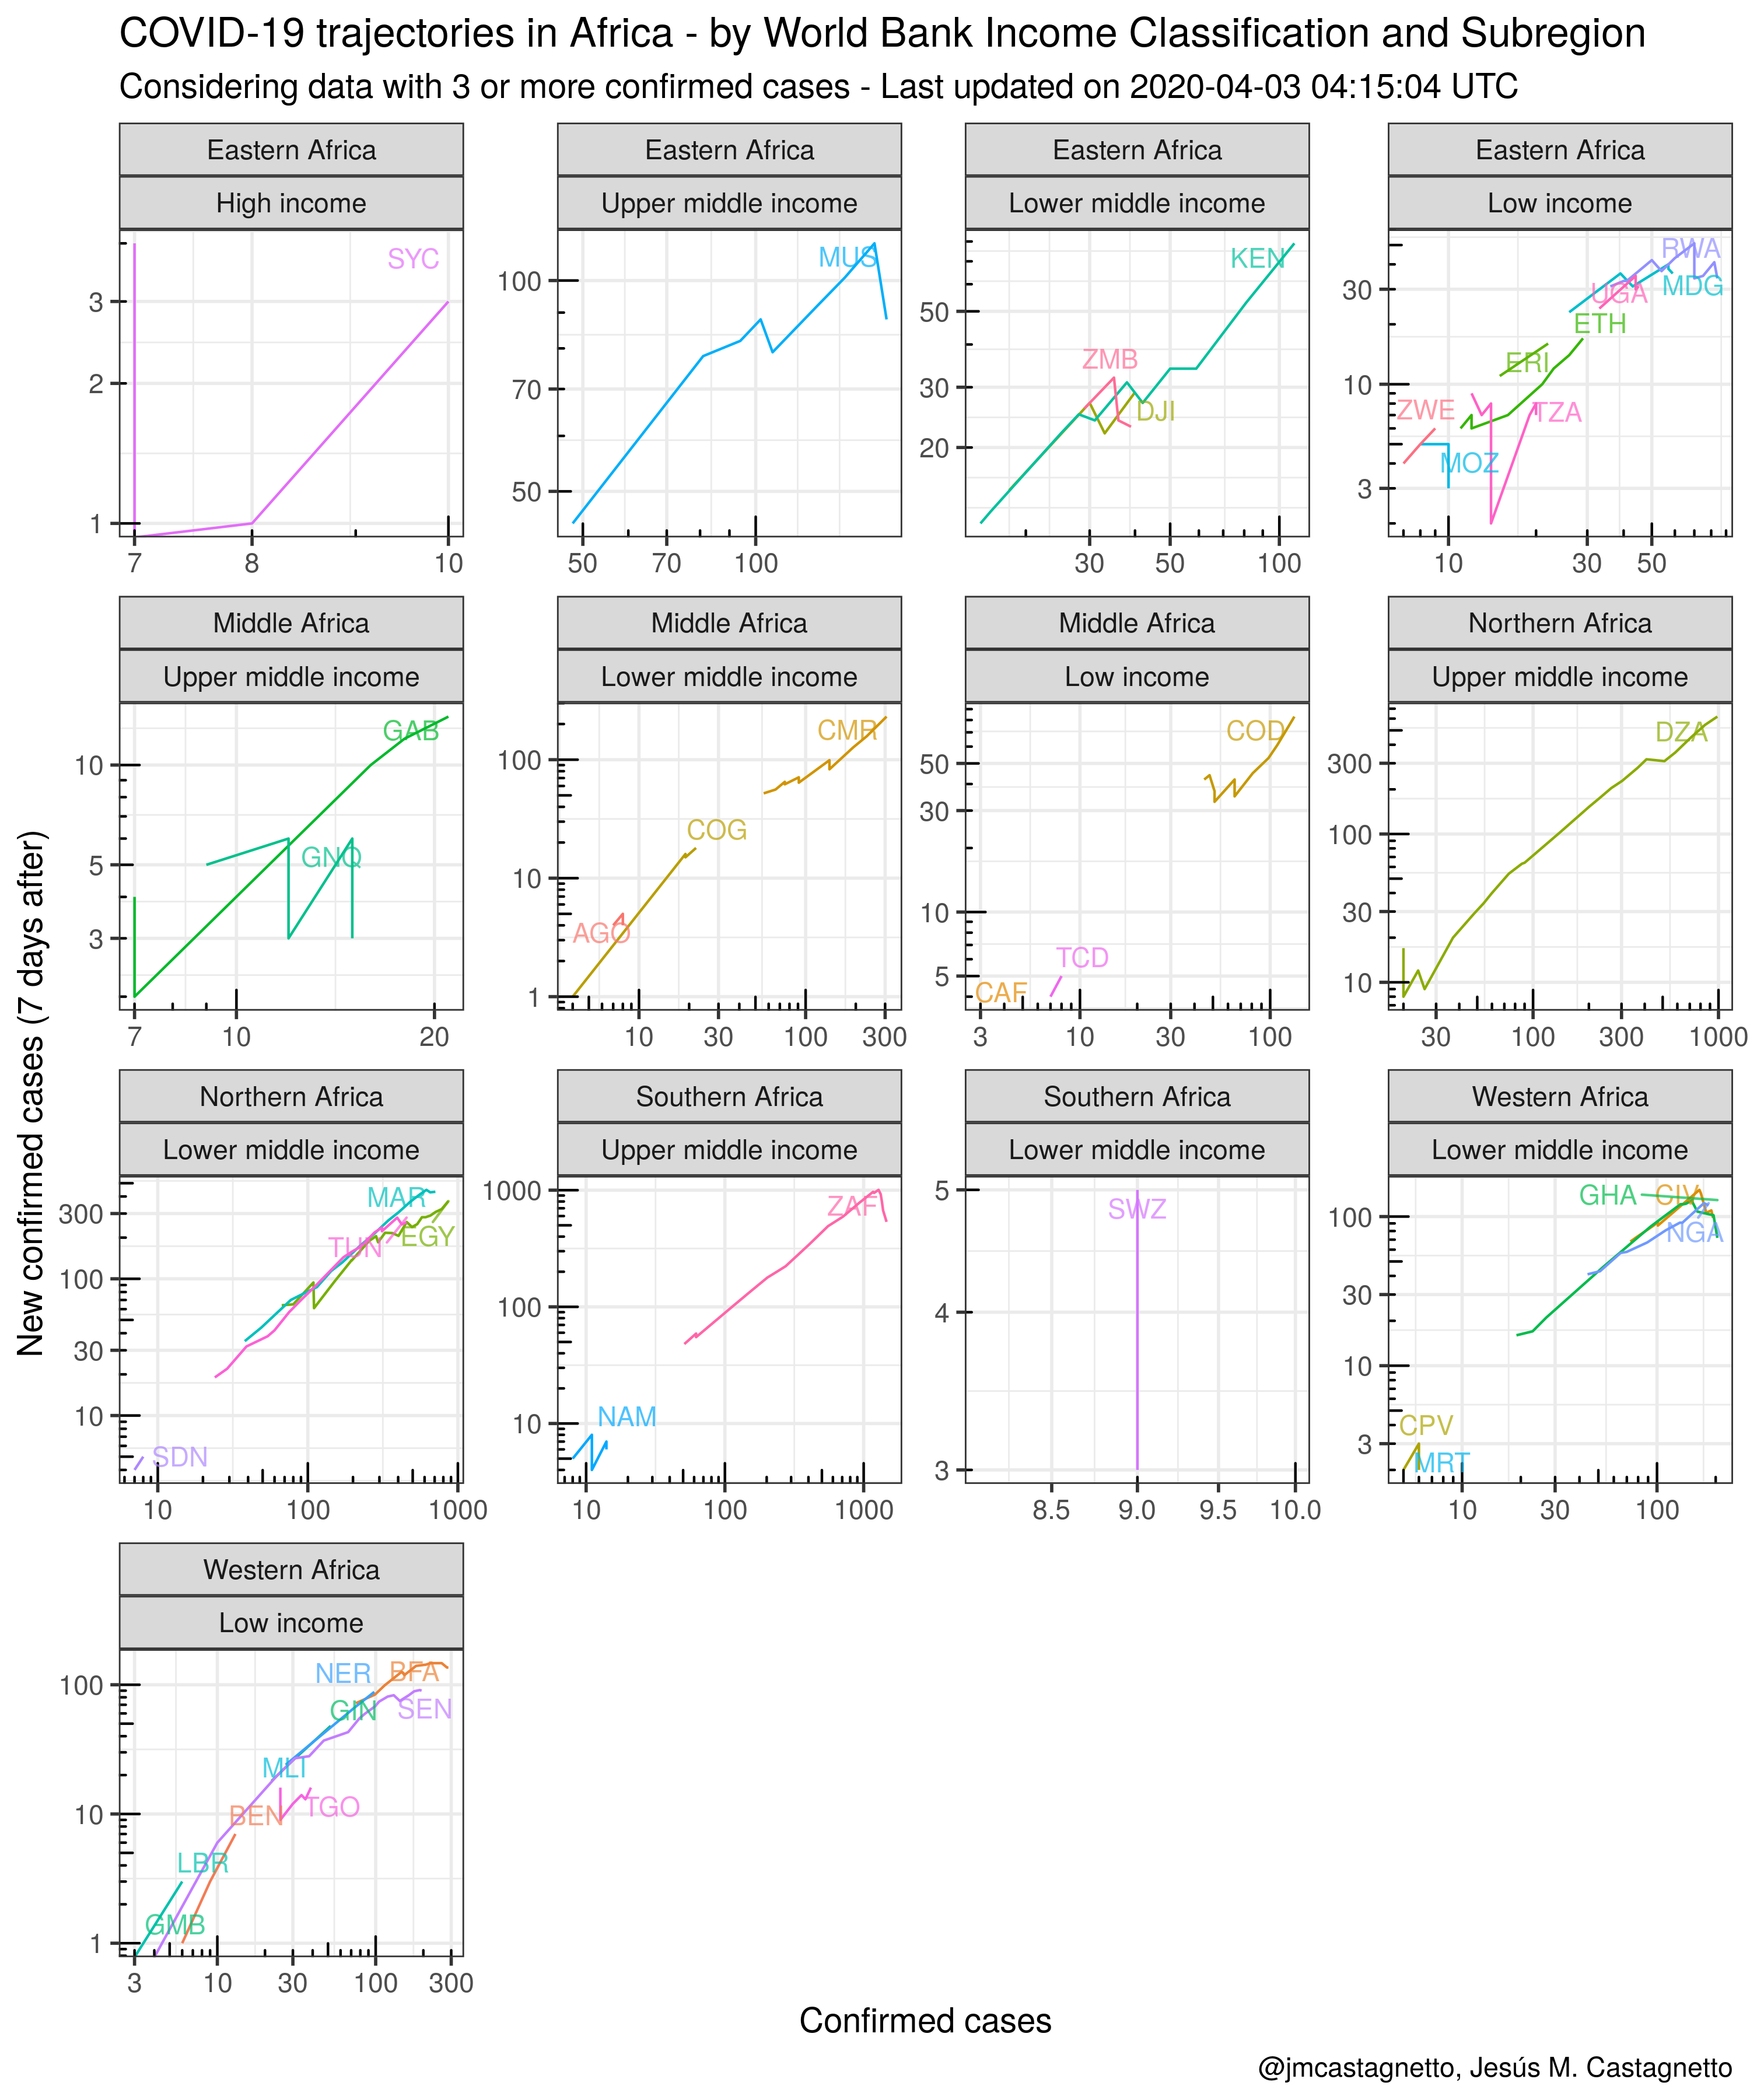 COVID-19 trajectories in Africa - by World Bank Income Classification and Subregion
Considering data with 3 or more confirmed cases - Last updated on 2020-04-03 04:15:04 UTC
New confirmed cases (7 days after)
Eastern Africa
High income
SYC
3
2
1
7 8 10
Eastern Africa
Upper middle income
MUS
100
70
50
50 70 100
Eastern Africa
Lower middle income
KEN
ZMB
DJI
50
30
20
30 50 100
Eastern Africa
Low income
RWA
MDG
UGA
ETH
ERI
ZWE
TZA
MOZ
30
10
3
10 30 50
Middle Africa
Upper middle income
GAB
GNQ
10
5
3
7 10 20
Middle Africa
Lower middle income
CMR
COG
AGO
100
10
1
10 30 100 300
Middle Africa
Low income
COD
TCD
CAF
50
30
10
5
3 10 30 100
Northern Africa
Upper middle income
DZA
300
100
30
10
30 100 300 1000
Northern Africa
Lower middle income
MAR
EGY
TUN
SDN
300
100
30
10
10 100 1000
Southern Africa
Upper middle income
ZAF
NAM
1000
100
10
10 100 1000
Southern Africa
Lower middle income
SWZ
5
4
3
8.5 9.0 9.5 10.0
Western Africa
Lower middle income
GHA
CIV
NGA
CPV
MRT
100
30
10
3
10 30 100
Western Africa
Low income
NER
BFA
GIN
SEN
MLI
BEN
TGO
LBR
GMB
100
10
1
3 10 30 100 300
Confirmed cases
@jmcastagnetto, Jesús M. Castagnetto